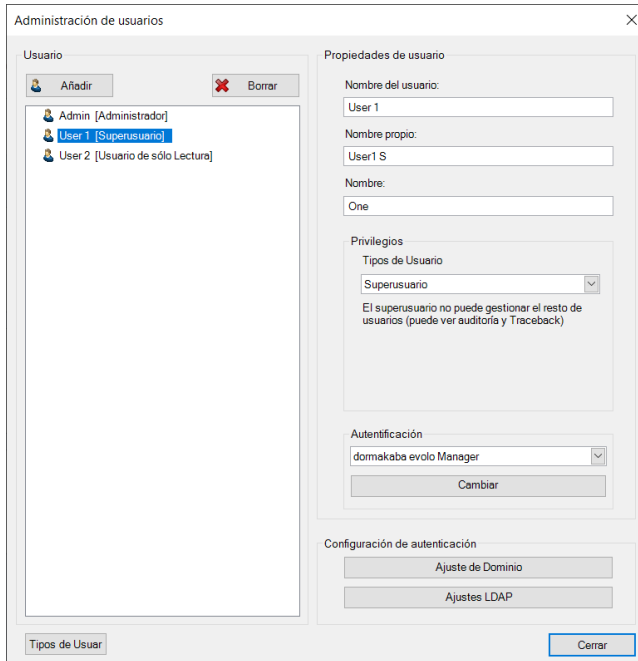 Administración de usuarios
Usuario
Añadir
Borrar
Admin [Administrador]
User 1 [Superusuario]
User 2 [Usuario de sólo Lectura]
Tipos de Usuar
Propiedades de usuario
Nombre del usuario:
User 1
Nombre propio:
User1 S
Nombre:
One
Privilegios
Tipos de Usuario
Superusuario
El superusuario no puede gestionar el resto de
usuarios (puede ver auditoría y Traceback)
Autentificación
dormakaba evolo Manager
Cambiar
Configuración de autenticación
Ajuste de Dominio
Ajustes LDAP
Cerrar